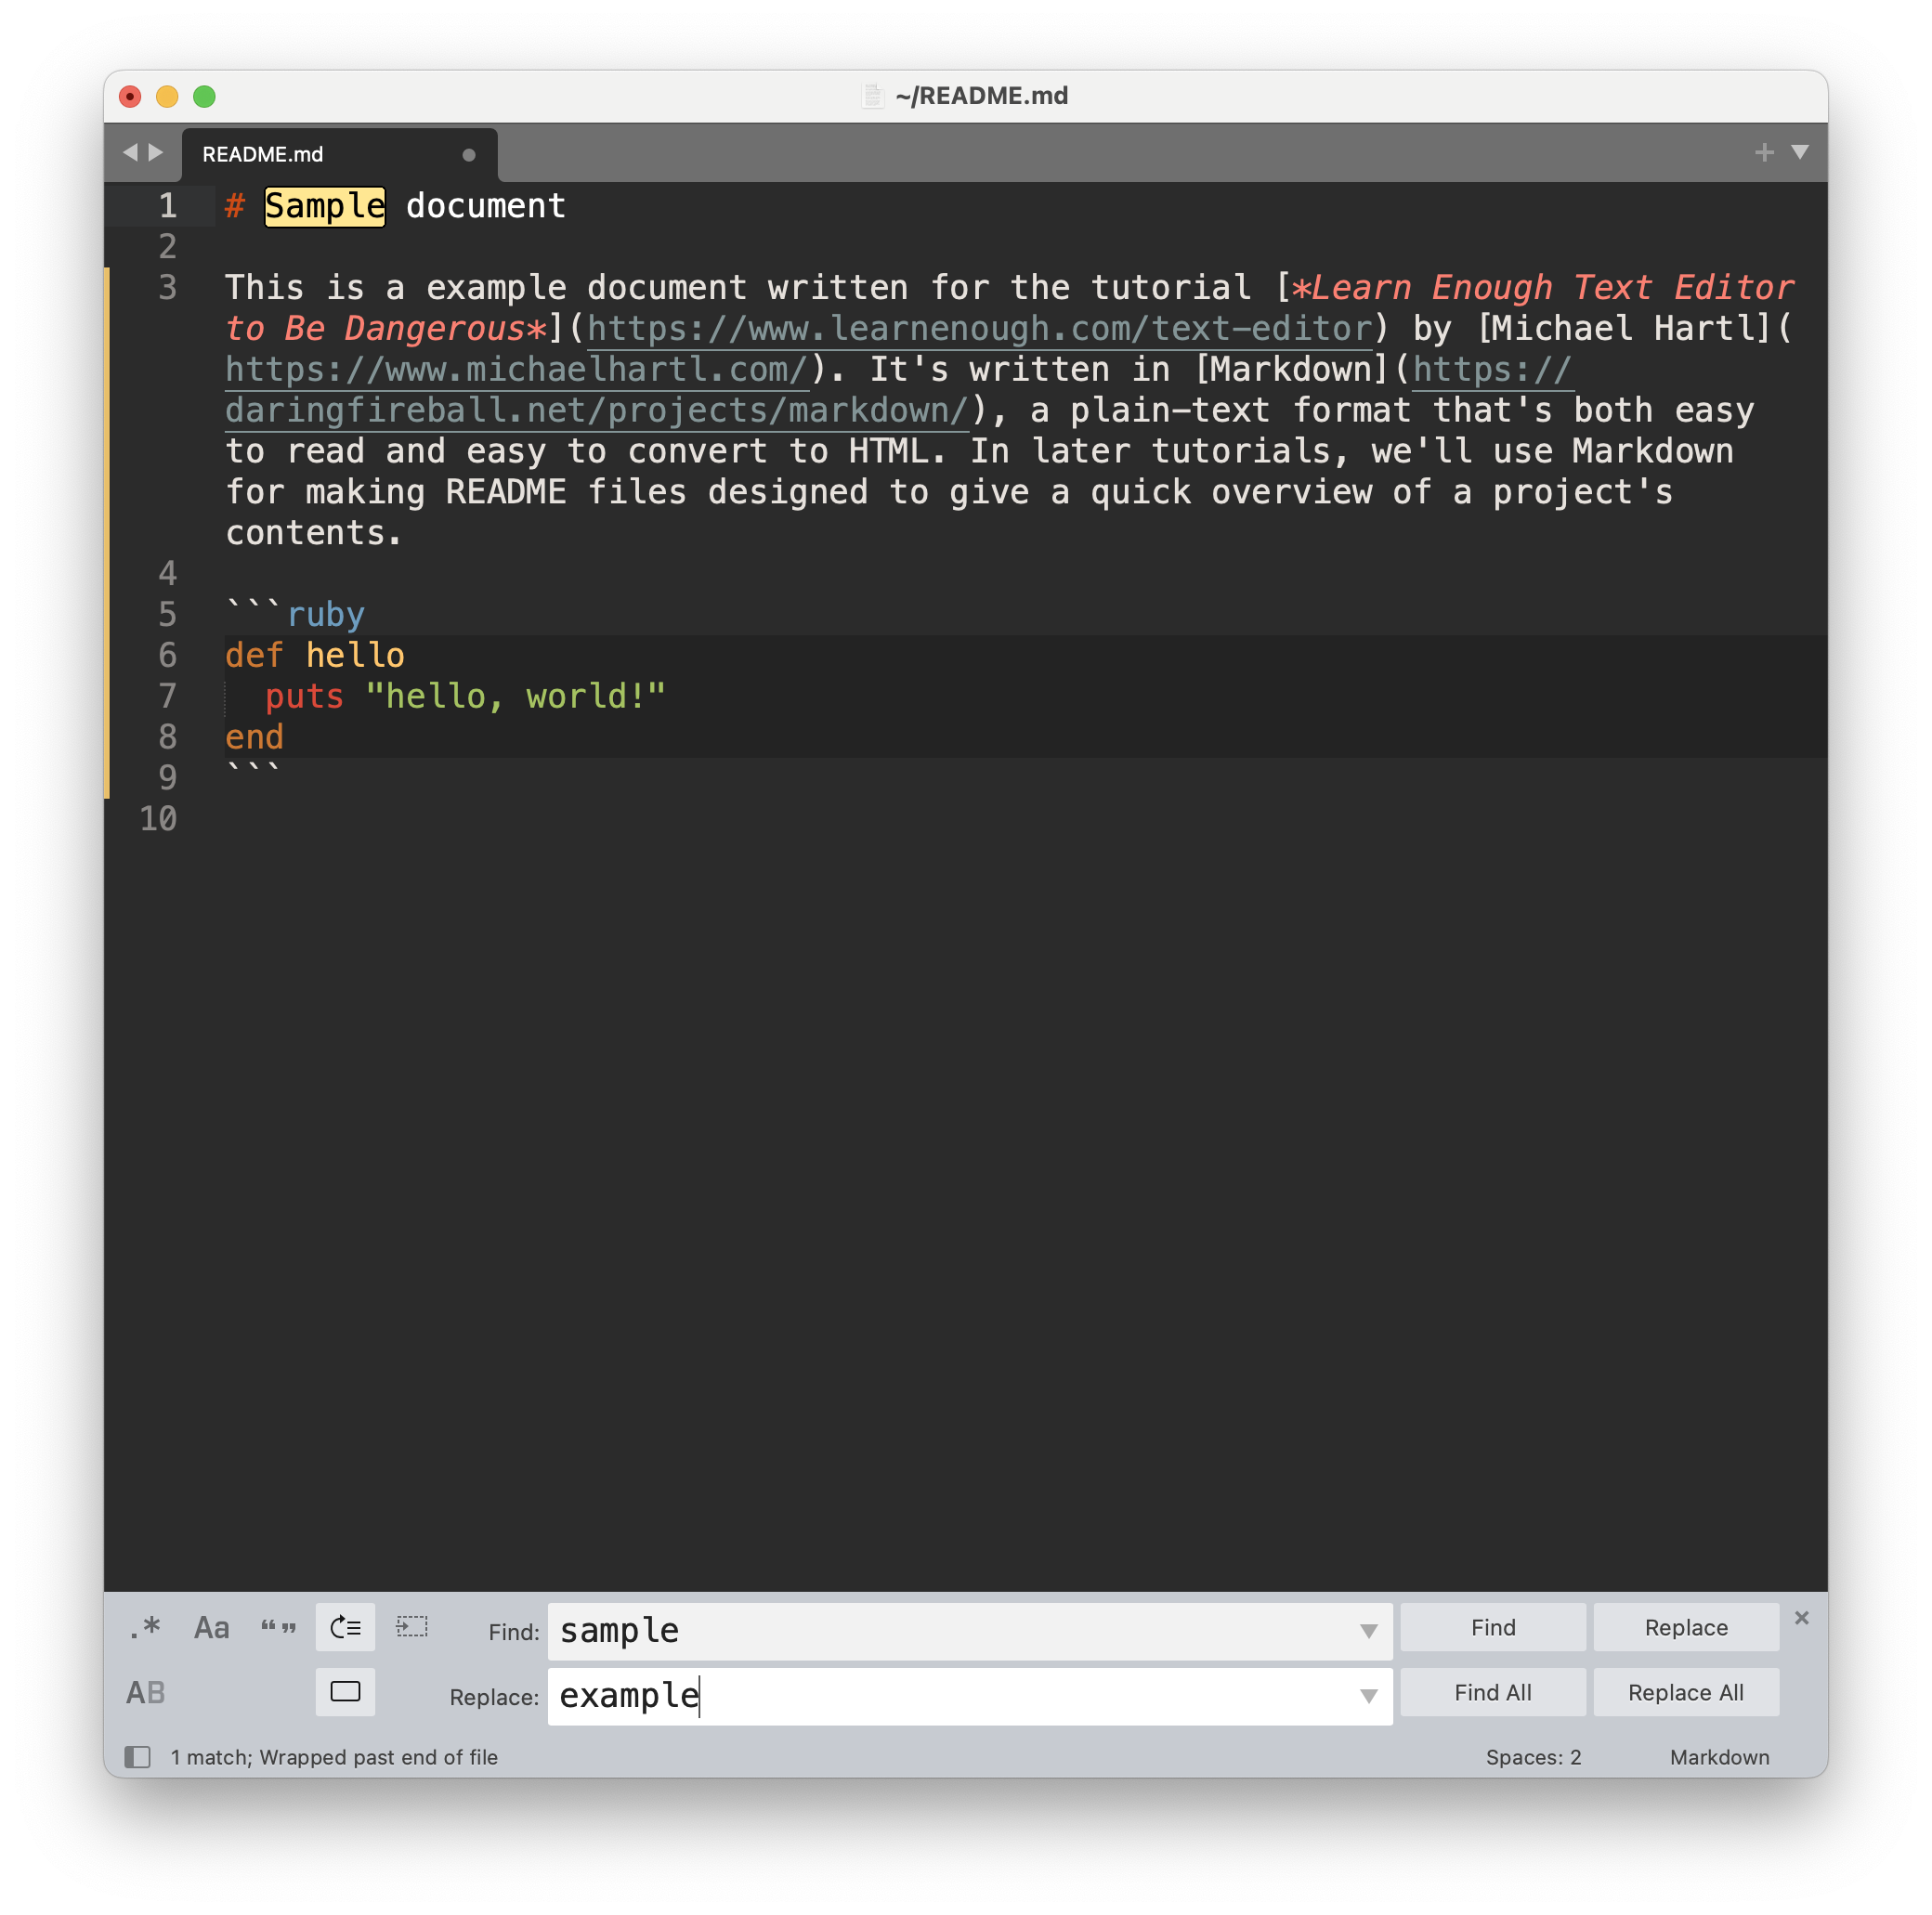 ~/README.md
README.md
1 # Sample document
2
3 This is a example document written for the tutorial [*Learn Enough Text Editor
to Be Dangerous*](https://www.learnenough.com/text-editor) by [Michael Hartl](
https://www.michaelhartl.com/). It's written in [Markdown](https://
daringfireball.net/projects/markdown/), a plain-text format that's both easy
to read and easy to convert to HTML. In later tutorials, we'll use Markdown
for making README files designed to give a quick overview of a project's
contents.
4
5 ```ruby
6 def hello
7   puts "hello, world!"
8 end
9 ```
10
.* Aa “” Find: sample Find Replace
AB Replace: example Find All Replace All
1 match; Wrapped past end of file Spaces: 2 Markdown